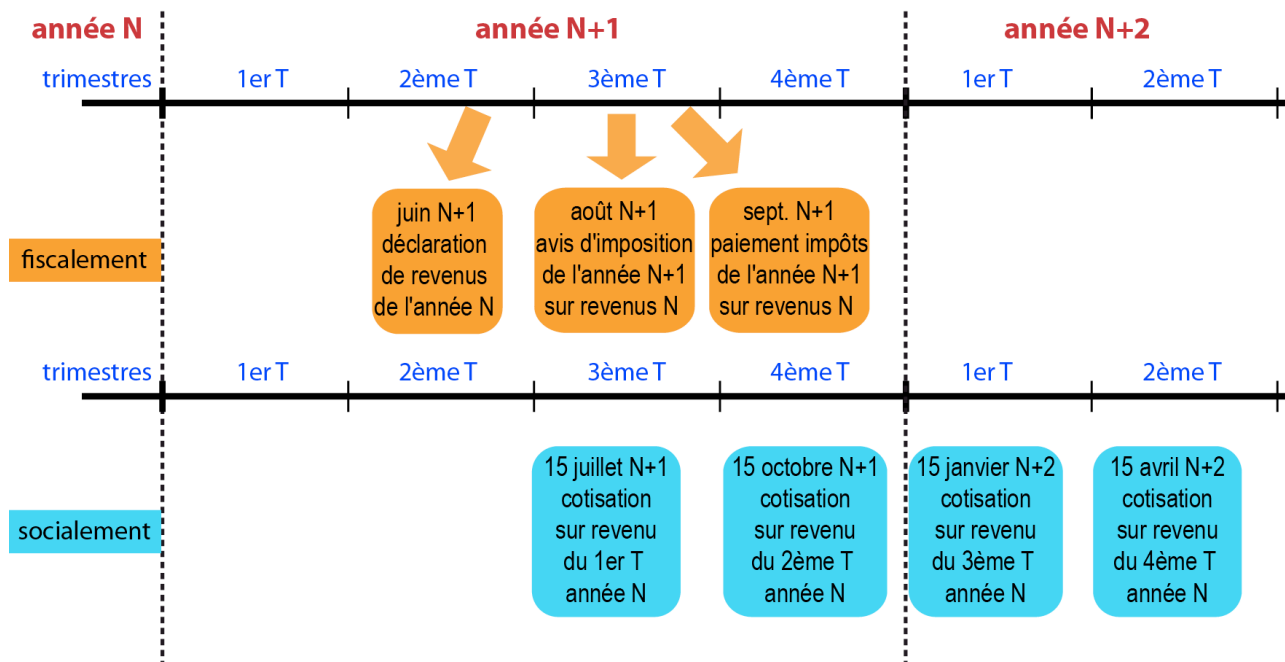 année N
année N+1
année N+2
trimestres
1er T
2ème T
3ème T
4ème T
1er T
2ème T
juin N+1
déclaration
de revenus
de l'année N
août N+1
avis d'imposition
de l'année N+1
sur revenus N
sept. N+1
paiement impôts
de l'année N+1
sur revenus N
fiscalement
trimestres
1er T
2ème T
3ème T
4ème T
1er T
2ème T
15 juillet N+1
cotisation
sur revenu
du 1er T
année N
15 octobre N+1
cotisation
sur revenu
du 2ème T
année N
15 janvier N+2
cotisation
sur revenu
du 3ème T
année N
15 avril N+2
cotisation
sur revenu
du 4ème T
année N
socialement